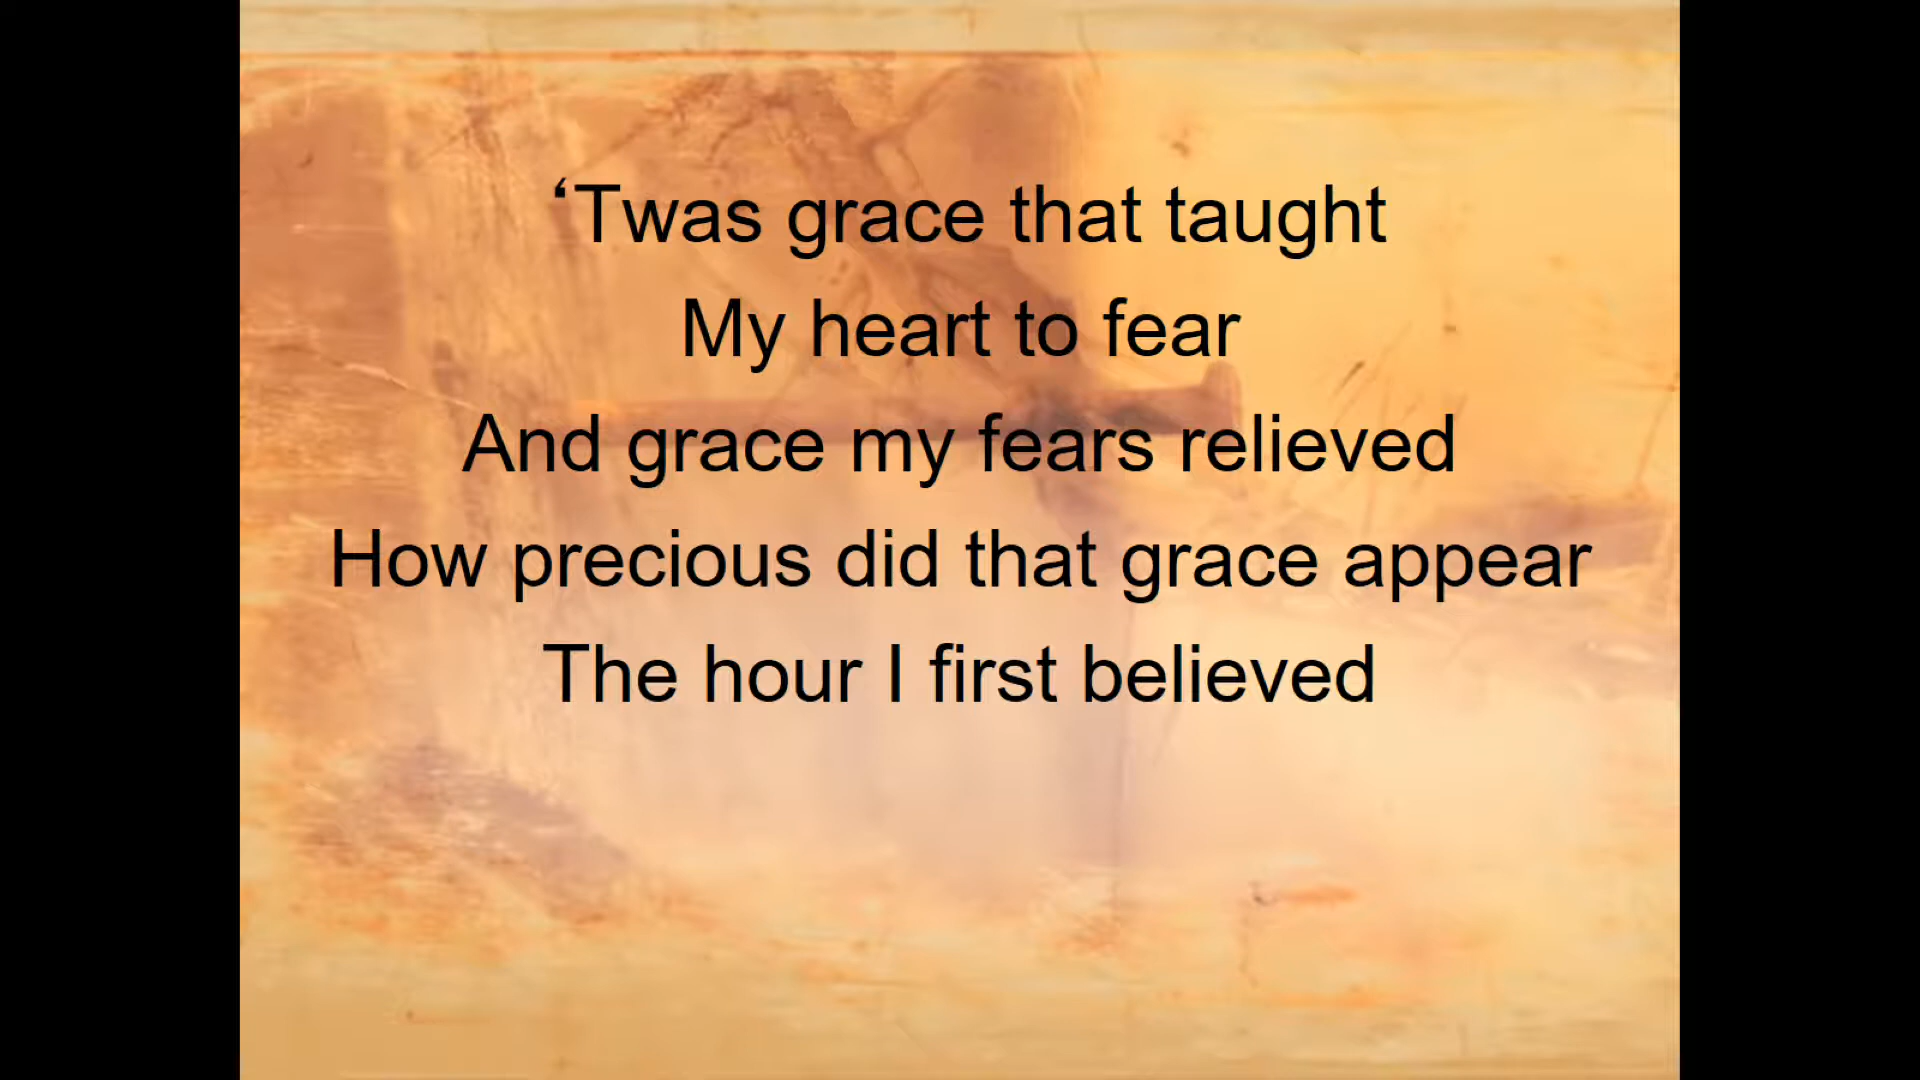 ‘Twas grace that taught
My heart to fear
And grace my fears relieved
How precious did that grace appear
The hour I first believed